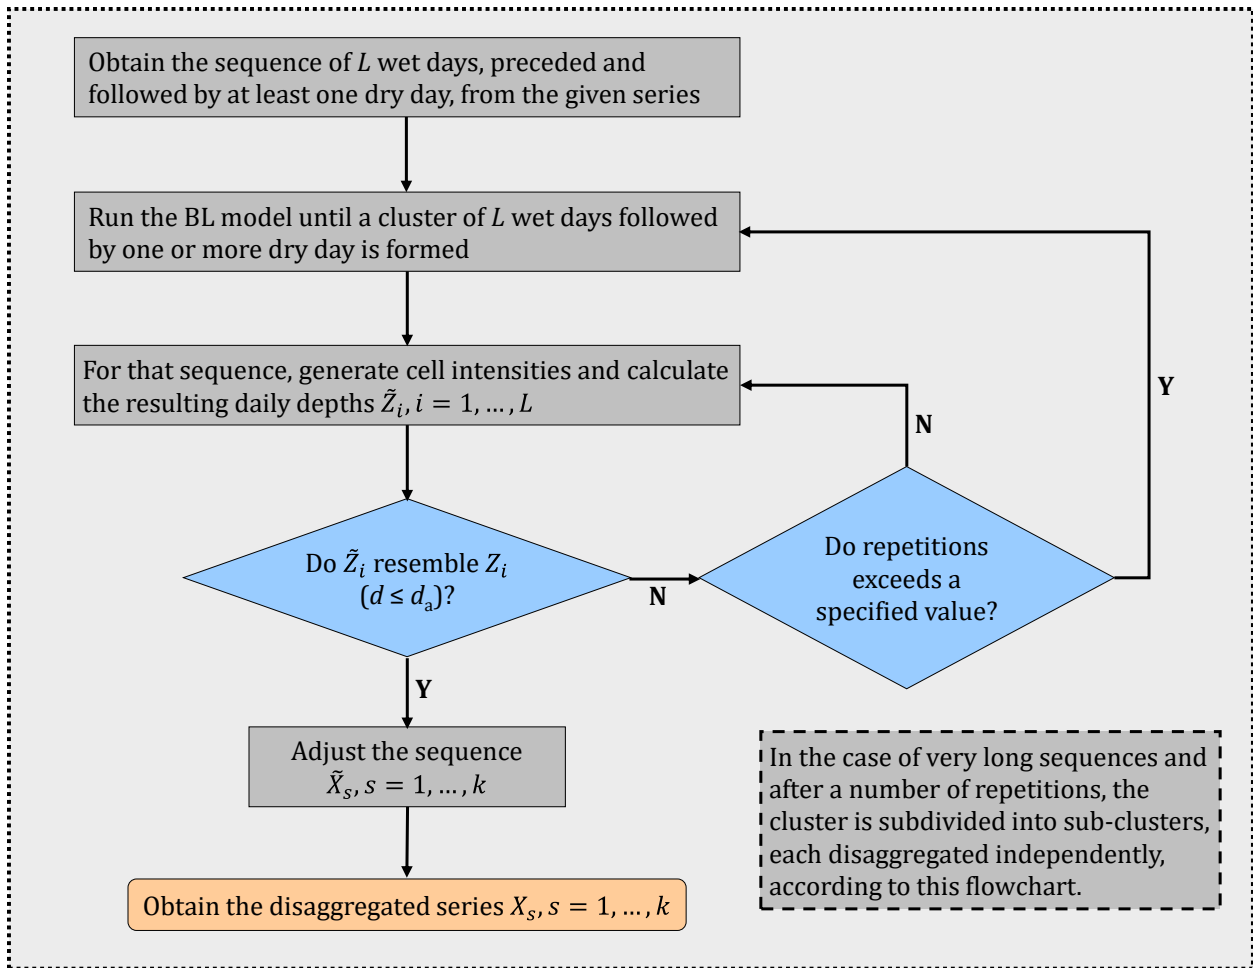 Obtain the sequence of L wet days, preceded and
followed by at least one dry day, from the given series
Run the BL model until a cluster of L wet days followed
by one or more dry day is formed
For that sequence, generate cell intensities and calculate
the resulting daily depths Z̃ᵢ, i = 1, … , L
Y
N
Do Z̃ᵢ resemble Zᵢ
(d ≤ dₐ)?
N
Do repetitions
exceeds a
specified value?
Y
Adjust the sequence
X̃ₛ, s = 1, … , k
Obtain the disaggregated series Xₛ, s = 1, … , k
In the case of very long sequences and
after a number of repetitions, the
cluster is subdivided into sub-clusters,
each disaggregated independently,
according to this flowchart.